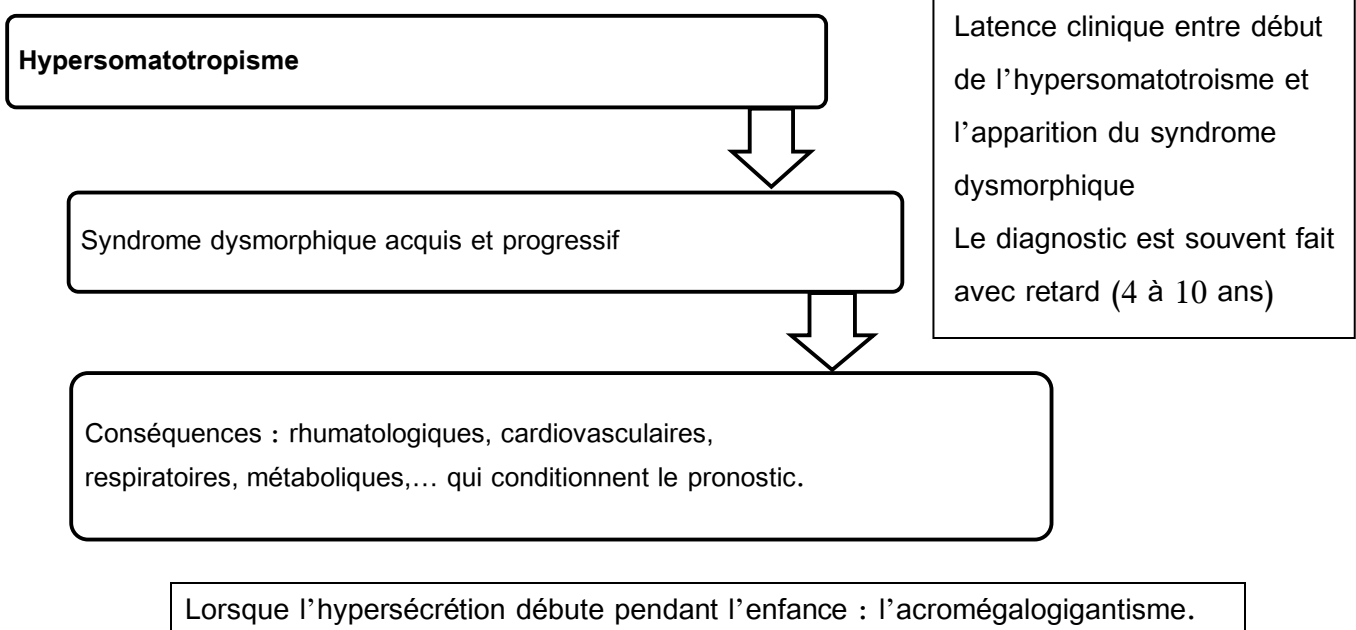 Hypersomatotropisme
Syndrome dysmorphique acquis et progressif
Conséquences : rhumatologiques, cardiovasculaires,
respiratoires, métaboliques,… qui conditionnent le pronostic.
Latence clinique entre début
de l’hypersomatotroisme et
l’apparition du syndrome
dysmorphique
Le diagnostic est souvent fait
avec retard (4 à 10 ans)
Lorsque l’hypersécrétion débute pendant l’enfance : l’acromégalogigantisme.